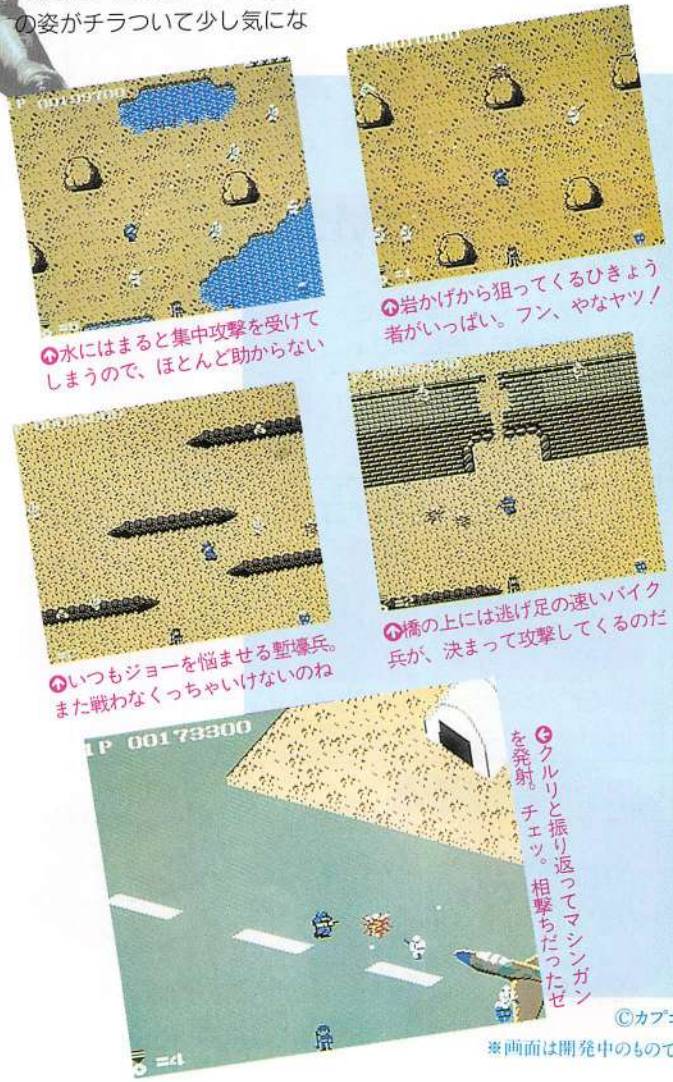 の姿がチラついて少し気にな
1P 00199700
水にはまると集中攻撃を受けて
しまうので、ほとんど助からない
岩かげから狙ってくるひきょう
者がいっぱい。フン、やなヤツ!
いつもジョーを悩ませる塹壕兵。
また戦わなくっちゃいけないのね
橋の上には逃げ足の速いバイク
兵が、決まって攻撃してくるのだ
1P 00173300
クルリと振り返ってマシンガン
を発射。チェッ。相撃ちだったゼ
©カプコ
※画面は開発中のもので